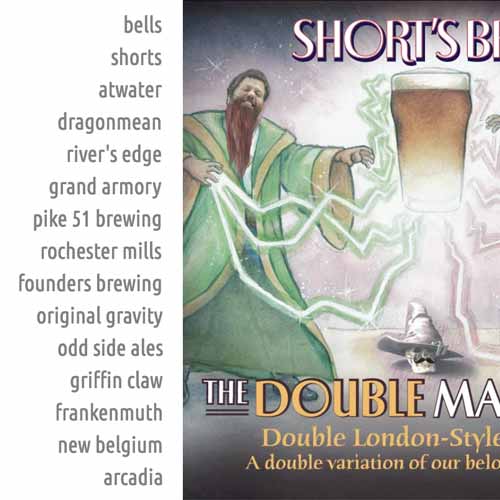 bells
shorts
atwater
dragonmean
river's edge
grand armory
pike 51 brewing
rochester mills
founders brewing
original gravity
odd side ales
griffin claw
frankenmuth
new belgium
arcadia
SHORT'S B
THE DOUBLE MA
Double London-Style
A double variation of our belo